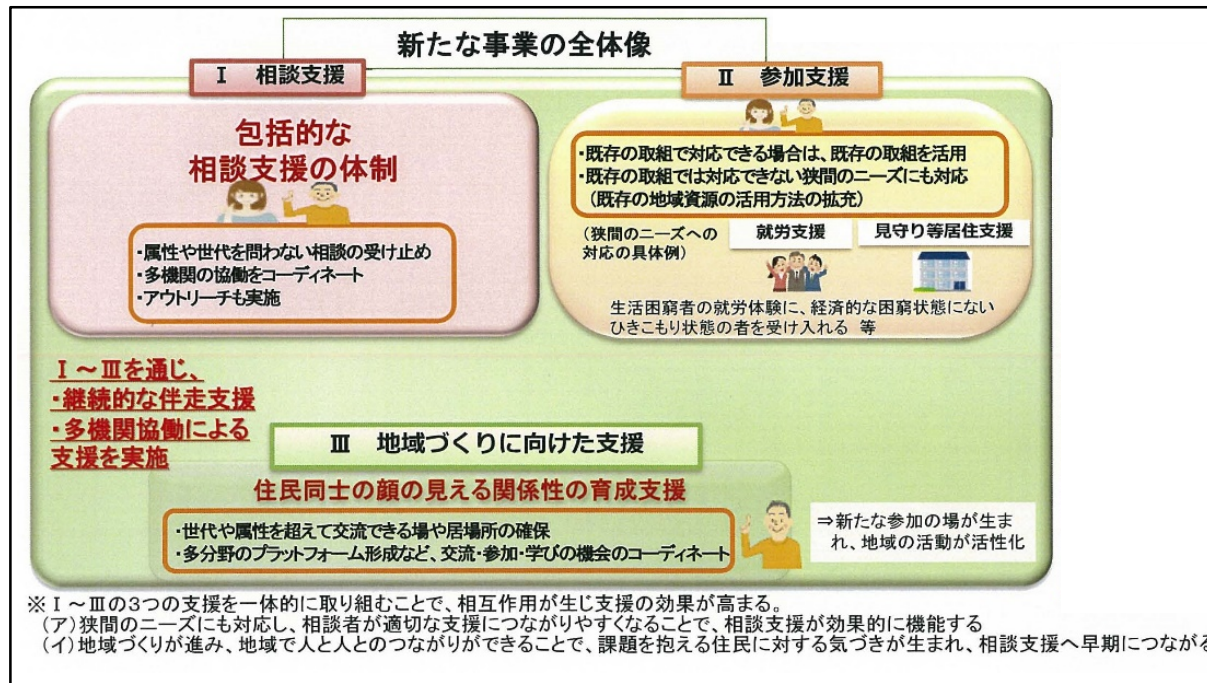 新たな事業の全体像
Ⅰ 相談支援
包括的な
相談支援の体制
・属性や世代を問わない相談の受け止め
・多機関の協働をコーディネート
・アウトリーチも実施
Ⅱ 参加支援
・既存の取組で対応できる場合は、既存の取組を活用
・既存の取組では対応できない狭間のニーズにも対応
（既存の地域資源の活用方法の拡充）
（狭間のニーズへの
対応の具体例）
就労支援
見守り等居住支援
生活困窮者の就労体験に、経済的な困窮状態にない
ひきこもり状態の者を受け入れる 等
Ⅰ～Ⅲを通じ、
・継続的な伴走支援
・多機関協働による
支援を実施
Ⅲ 地域づくりに向けた支援
住民同士の顔の見える関係性の育成支援
・世代や属性を超えて交流できる場や居場所の確保
・多分野のプラットフォーム形成など、交流・参加・学びの機会のコーディネート
⇒新たな参加の場が生ま
れ、地域の活動が活性化
※Ⅰ～Ⅲの3つの支援を一体的に取り組むことで、相互作用が生じ支援の効果が高まる。
（ア）狭間のニーズにも対応し、相談者が適切な支援につながりやすくなることで、相談支援が効果的に機能する
（イ）地域づくりが進み、地域で人と人とのつながりができることで、課題を抱える住民に対する気づきが生まれ、相談支援へ早期につながる